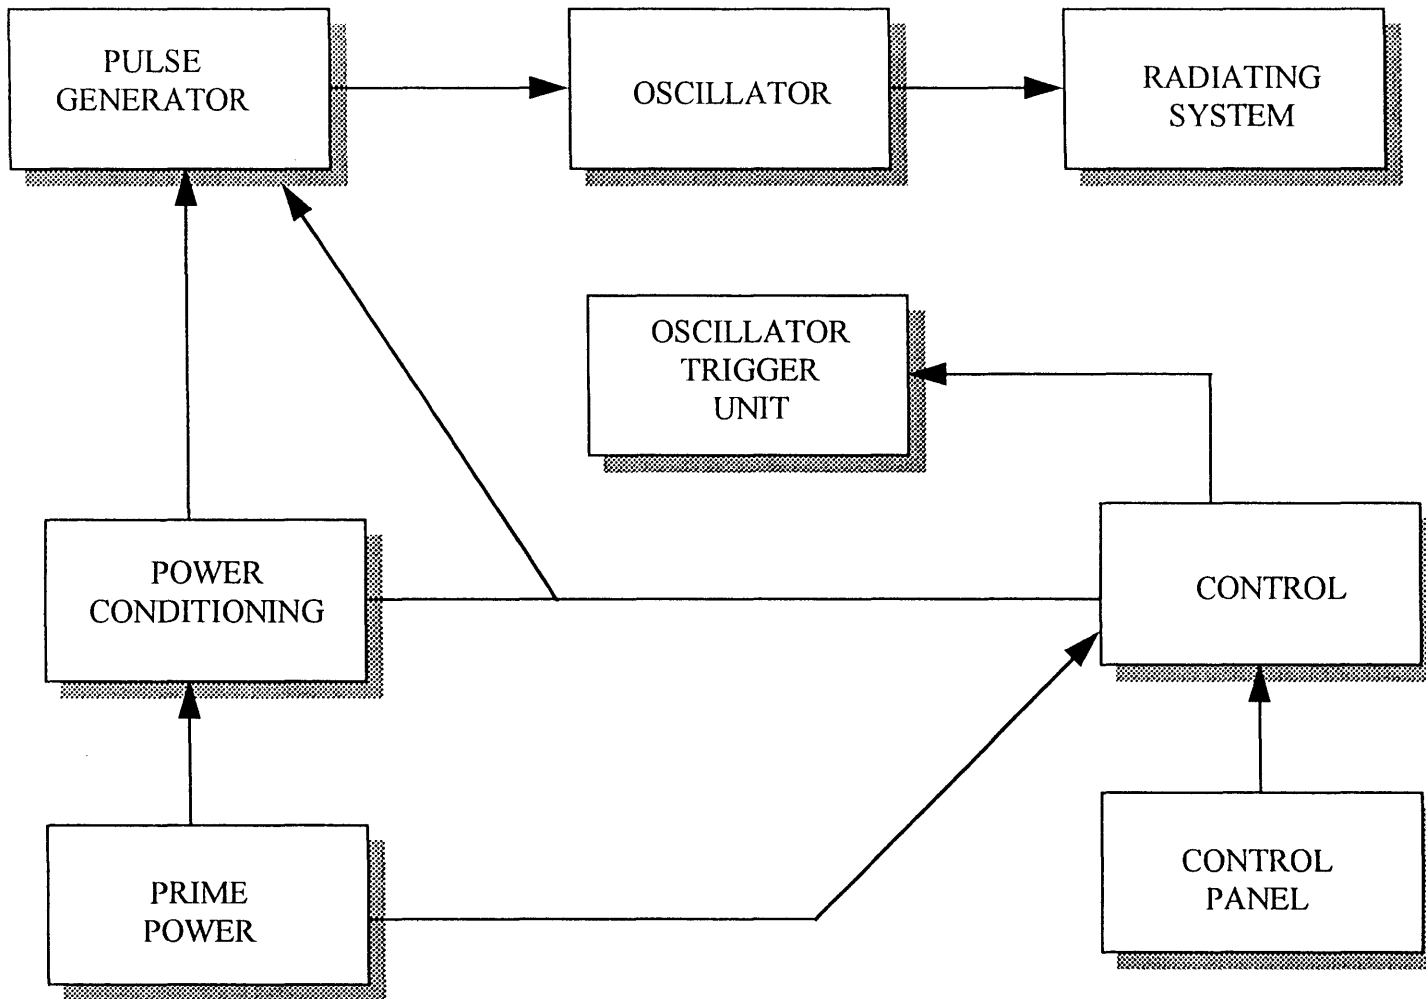 PULSE
GENERATOR
OSCILLATOR
RADIATING
SYSTEM
OSCILLATOR
TRIGGER
UNIT
POWER
CONDITIONING
CONTROL
PRIME
POWER
CONTROL
PANEL